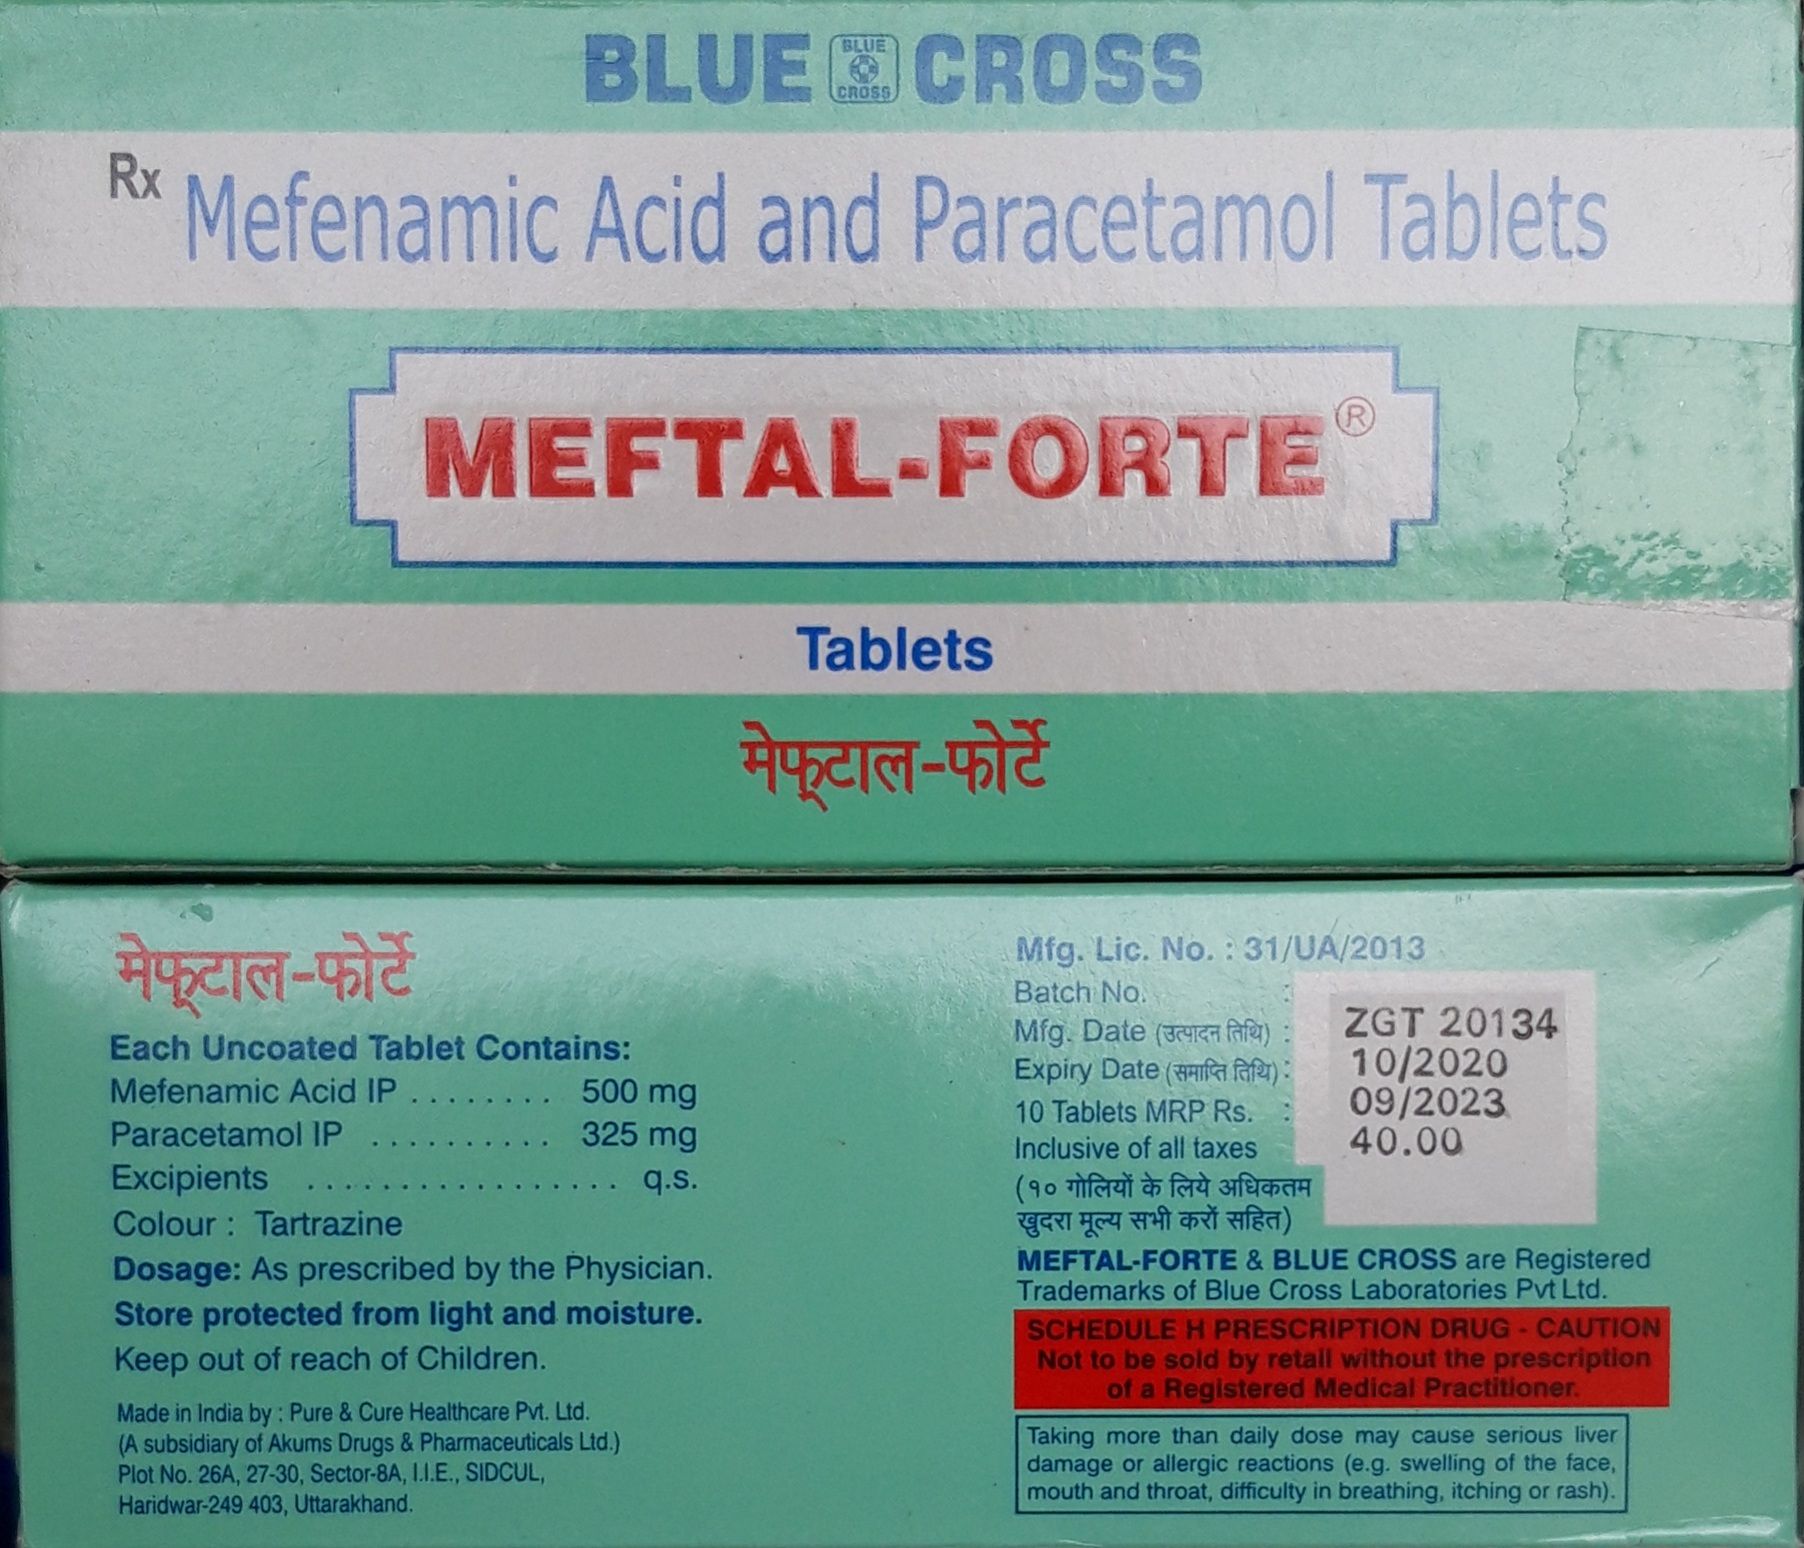 BLUE BLUE CROSS CROSS
Rx Mefenamic Acid and Paracetamol Tablets
MEFTAL-FORTE®
Tablets
मेफ्टाल-फोर्टे
मेफ्टाल-फोर्टे
Each Uncoated Tablet Contains:
Mefenamic Acid IP ........ 500 mg
Paracetamol IP .......... 325 mg
Excipients ................. q.s.
Colour : Tartrazine
Dosage: As prescribed by the Physician.
Store protected from light and moisture.
Keep out of reach of Children.
Made in India by : Pure & Cure Healthcare Pvt. Ltd.
(A subsidiary of Akums Drugs & Pharmaceuticals Ltd.)
Plot No. 26A, 27-30, Sector-8A, I.I.E., SIDCUL,
Haridwar-249 403, Uttarakhand.
Mfg. Lic. No. : 31/UA/2013
Batch No. : ZGT 20134
Mfg. Date (उत्पादन तिथि) : 10/2020
Expiry Date (समाप्ति तिथि) : 09/2023
10 Tablets MRP Rs. : 40.00
Inclusive of all taxes
(१० गोलियों के लिये अधिकतम
खुदरा मूल्य सभी करों सहित)
MEFTAL-FORTE & BLUE CROSS are Registered
Trademarks of Blue Cross Laboratories Pvt Ltd.
SCHEDULE H PRESCRIPTION DRUG - CAUTION
Not to be sold by retail without the prescription
of a Registered Medical Practitioner.
Taking more than daily dose may cause serious liver
damage or allergic reactions (e.g. swelling of the face,
mouth and throat, difficulty in breathing, itching or rash).